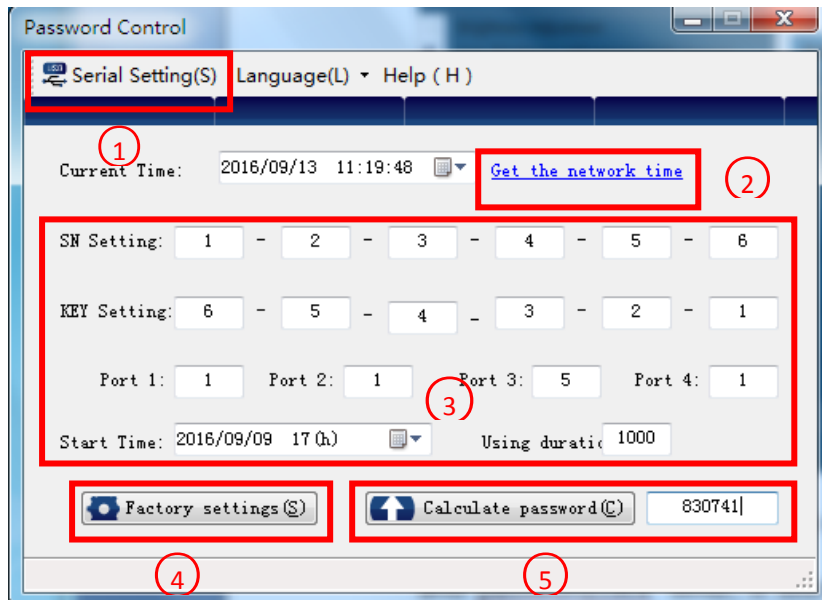 Password Control
Serial Setting(S) Language(L) Help ( H )
1
Current Time: 2016/09/13 11:19:48 Get the network time 2
SN Setting: 1 - 2 - 3 - 4 - 5 - 6
KEY Setting: 6 - 5 - 4 - 3 - 2 - 1
Port 1: 1 Port 2: 1 Port 3: 5 Port 4: 1
3
Start Time: 2016/09/09 17(h) Using duratic 1000
Factory settings(S) Calculate password(C) 830741
4 5